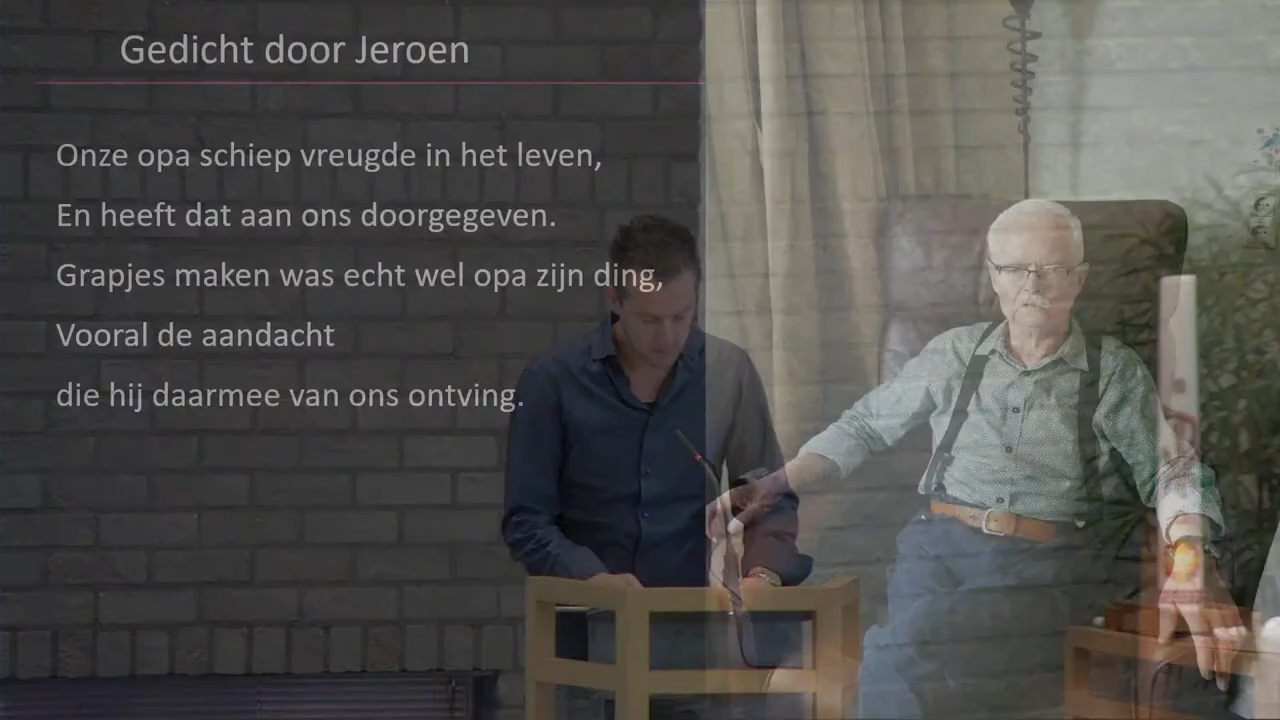 Gedicht door Jeroen
Onze opa schiep vreugde in het leven,
En heeft dat aan ons doorgegeven.
Grapjes maken was echt wel opa zijn ding,
Vooral de aandacht
die hij daarmee van ons ontving.